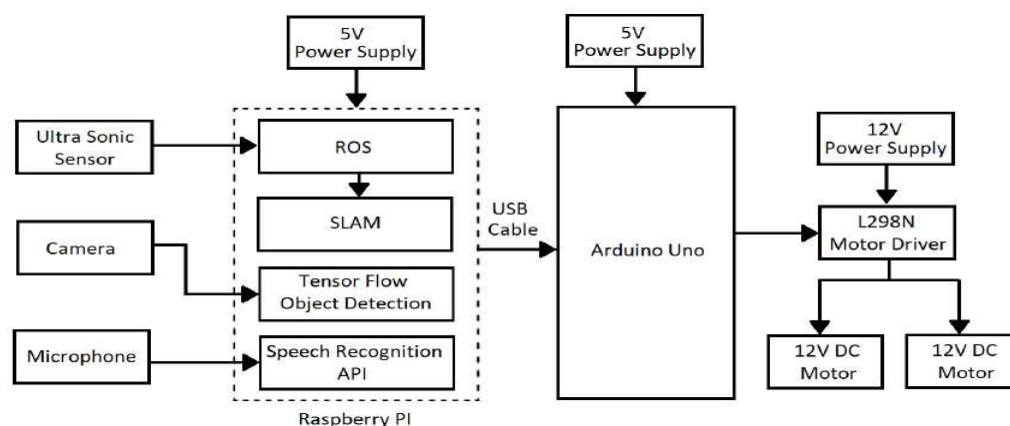 5V
Power Supply
5V
Power Supply
Ultra Sonic
Sensor
ROS
12V
Power Supply
SLAM
USB
Cable
Camera
Arduino Uno
L298N
Motor Driver
Tensor Flow
Object Detection
Microphone
Speech Recognition
API
12V DC
Motor
12V DC
Motor
Raspberry PI